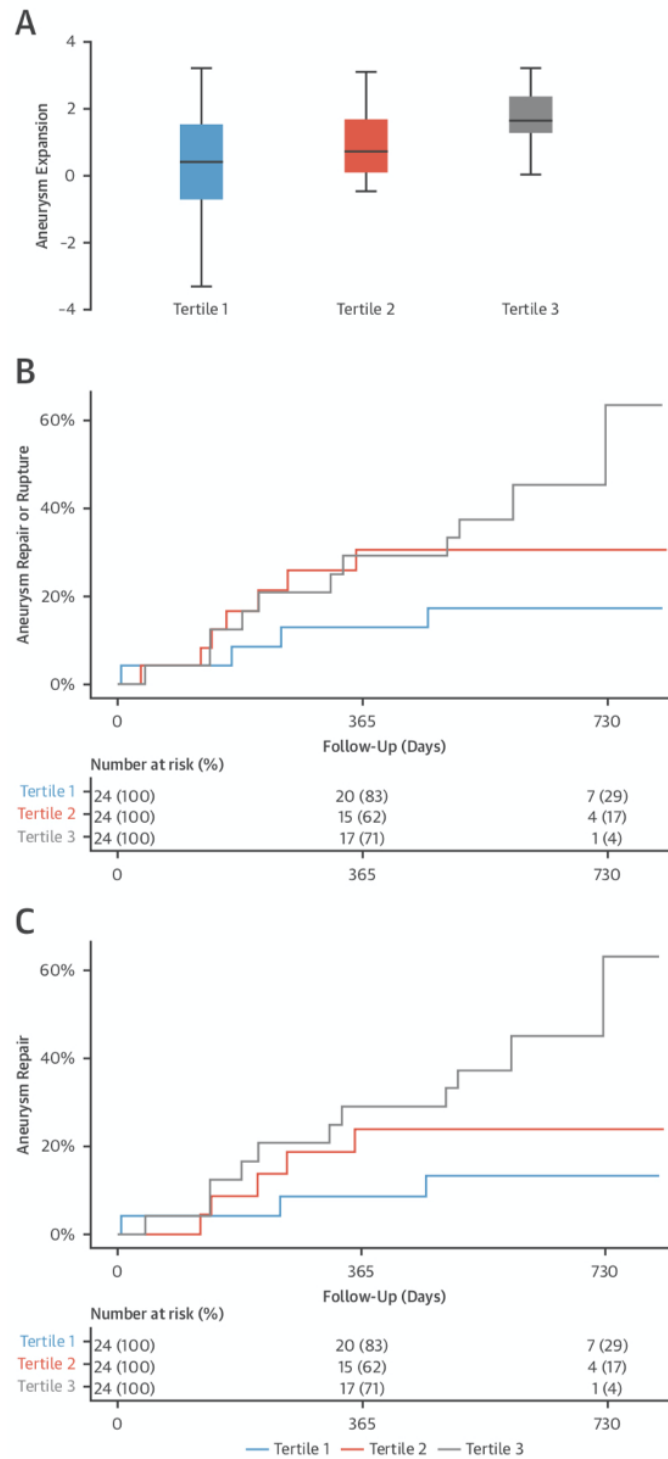 A
4
2
0
-2
-4
Aneurysm Expansion
Tertile 1 Tertile 2 Tertile 3
B
60%
40%
20%
0%
Aneurysm Repair or Rupture
0 365 730
Follow-Up (Days)
Number at risk (%)
Tertile 1 24 (100) 20 (83) 7 (29)
Tertile 2 24 (100) 15 (62) 4 (17)
Tertile 3 24 (100) 17 (71) 1 (4)
0 365 730
C
60%
40%
20%
0%
Aneurysm Repair
0 365 730
Follow-Up (Days)
Number at risk (%)
Tertile 1 24 (100) 20 (83) 7 (29)
Tertile 2 24 (100) 15 (62) 4 (17)
Tertile 3 24 (100) 17 (71) 1 (4)
0 365 730
Tertile 1 Tertile 2 Tertile 3